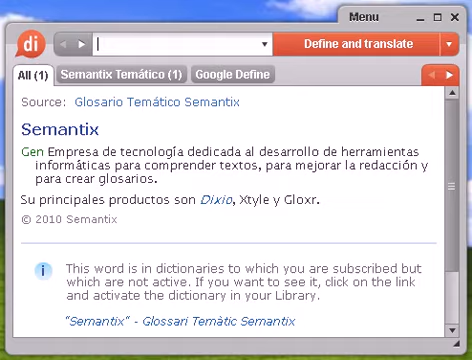 Menu
di
Define and translate
All (1)
Semantix Temático (1)
Google Define
Source: Glosario Temático Semantix
Semantix
Gen Empresa de tecnología dedicada al desarrollo de herramientas
informáticas para comprender textos, para mejorar la redacción y
para crear glosarios.
Su principales productos son Dixio, Xtyle y Gloxr.
© 2010 Semantix
i
This word is in dictionaries to which you are subscribed but
which are not active. If you want to see it, click on the link
and activate the dictionary in your Library.
"Semantix" - Glossari Temàtic Semantix